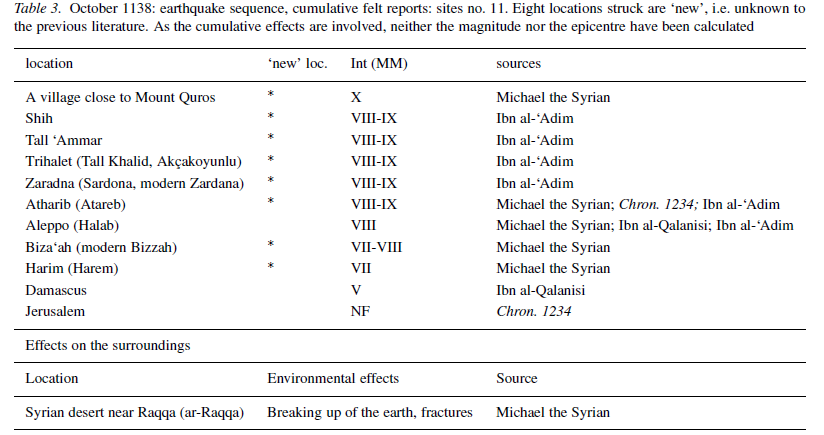 Table 3. October 1138: earthquake sequence, cumulative felt reports: sites no. 11. Eight locations struck are ‘new’, i.e. unknown to
the previous literature. As the cumulative effects are involved, neither the magnitude nor the epicentre have been calculated
location ‘new’ loc. Int (MM) sources
A village close to Mount Quros * X Michael the Syrian
Shih * VIII-IX Ibn al-‘Adim
Tall ‘Ammar * VIII-IX Ibn al-‘Adim
Trihalet (Tall Khalid, Akçakoyunlu) * VIII-IX Ibn al-‘Adim
Zaradna (Sardona, modern Zardana) * VIII-IX Ibn al-‘Adim
Atharib (Atareb) * VIII-IX Michael the Syrian; Chron. 1234; Ibn al-‘Adim
Aleppo (Halab) VIII Michael the Syrian; Ibn al-Qalanisi; Ibn al-‘Adim
Biza‘ah (modern Bizzah) * VII-VIII Michael the Syrian
Harim (Harem) * VII Michael the Syrian
Damascus V Ibn al-Qalanisi
Jerusalem NF Chron. 1234
Effects on the surroundings
Location Environmental effects Source
Syrian desert near Raqqa (ar-Raqqa) Breaking up of the earth, fractures Michael the Syrian